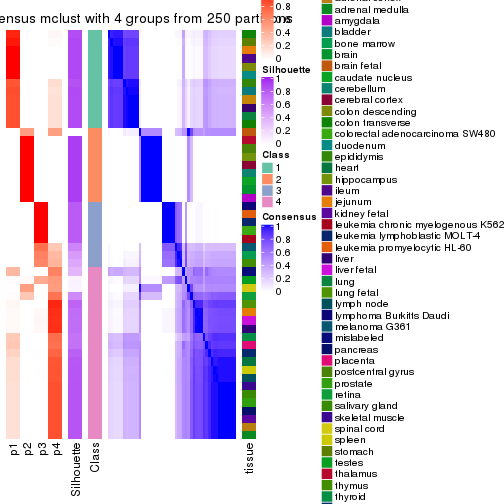 ensus mclust with 4 groups from 250 partitions
0.8
0.6
0.4
0.2
0
Silhouette
1
0.8
0.6
0.4
0.2
0
Class
1
2
3
4
Consensus
1
0.8
0.6
0.4
0.2
0
p1
p2
p3
p4
Silhouette
Class
tissue
adrenal medulla
amygdala
bladder
bone marrow
brain
brain fetal
caudate nucleus
cerebellum
cerebral cortex
colon descending
colon transverse
colorectal adenocarcinoma SW480
duodenum
epididymis
heart
hippocampus
ileum
jejunum
kidney fetal
leukemia chronic myelogenous K562
leukemia lymphoblastic MOLT-4
leukemia promyelocytic HL-60
liver
liver fetal
lung
lung fetal
lymph node
lymphoma Burkitts Daudi
melanoma G361
mislabeled
pancreas
placenta
postcentral gyrus
prostate
retina
salivary gland
skeletal muscle
spinal cord
spleen
stomach
testes
thalamus
thymus
thyroid